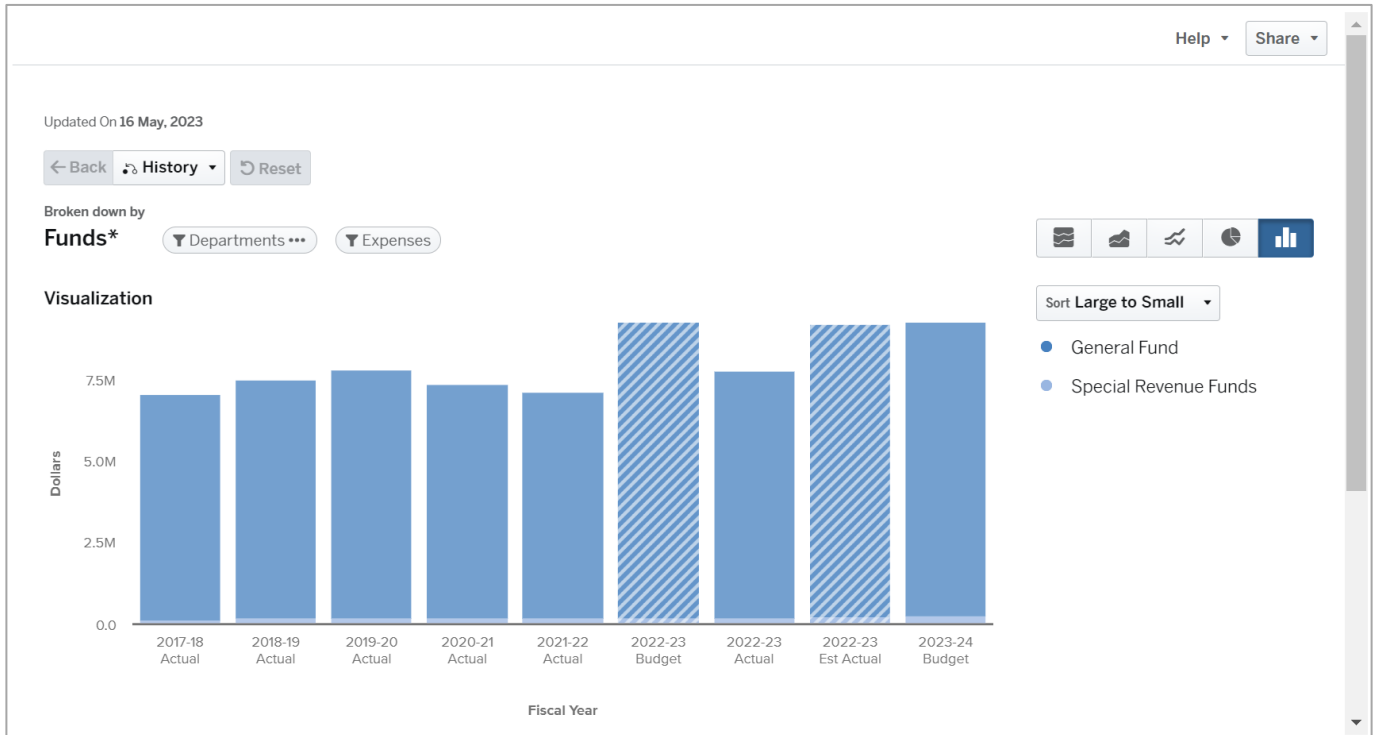 Help Share
Updated On 16 May, 2023
Back History Reset
Broken down by
Funds* Departments ••• Expenses
Visualization
Sort Large to Small
General Fund
Special Revenue Funds
7.5M
5.0M
2.5M
0.0
Dollars
2017-18 2018-19 2019-20 2020-21 2021-22 2022-23 2022-23 2022-23 2023-24
Actual Actual Actual Actual Actual Budget Actual Est Actual Budget
Fiscal Year